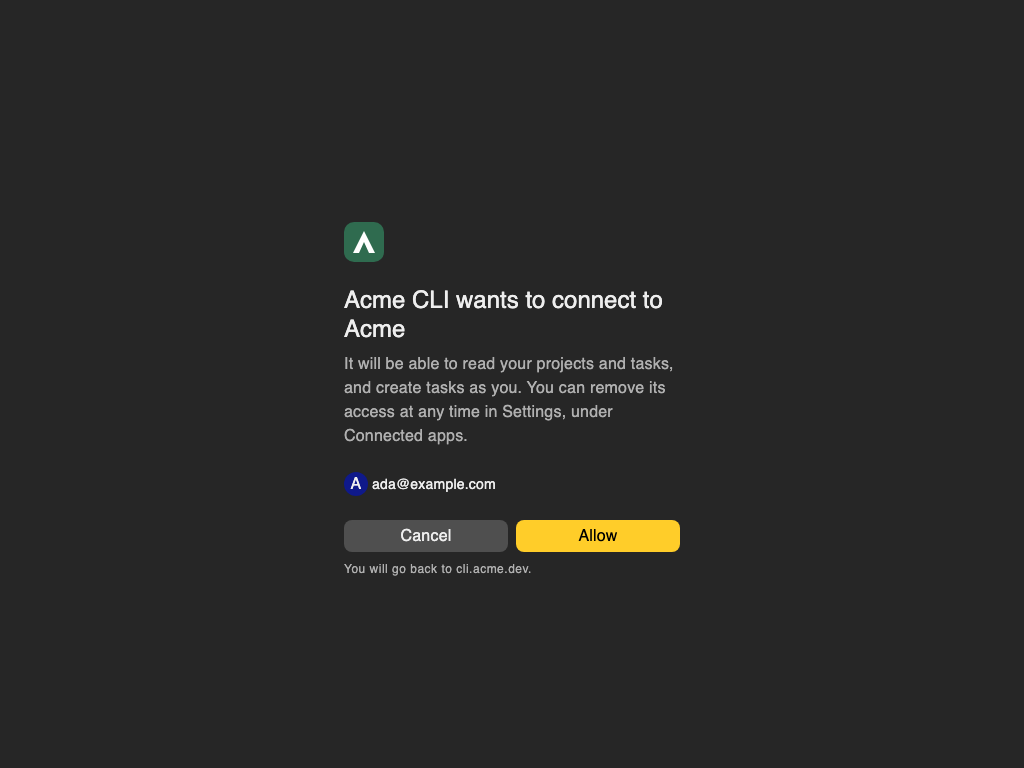 Acme CLI wants to connect to
Acme
It will be able to read your projects and tasks,
and create tasks as you. You can remove its
access at any time in Settings, under
Connected apps.
A ada@example.com
Cancel Allow
You will go back to cli.acme.dev.